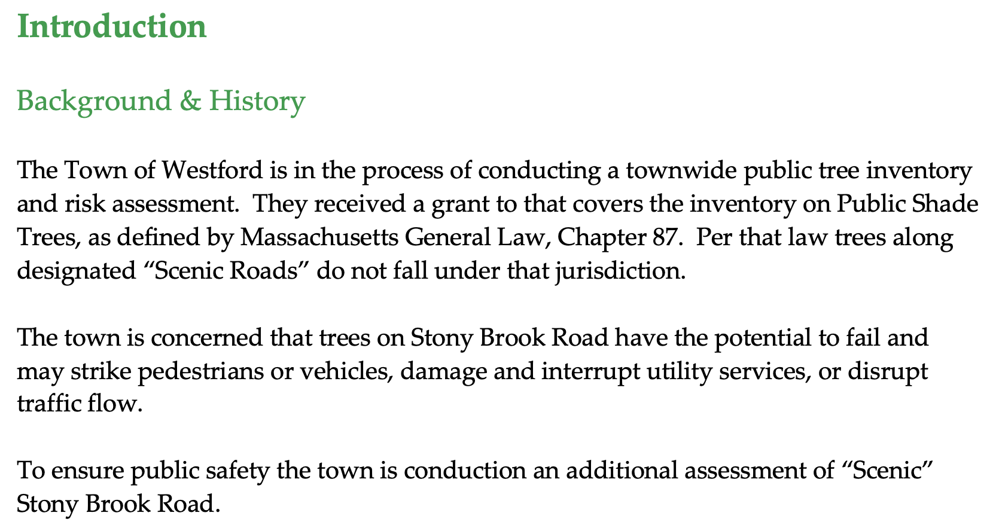 Introduction
Background & History
The Town of Westford is in the process of conducting a townwide public tree inventory
and risk assessment.  They received a grant to that covers the inventory on Public Shade
Trees, as defined by Massachusetts General Law, Chapter 87.  Per that law trees along
designated “Scenic Roads” do not fall under that jurisdiction.
The town is concerned that trees on Stony Brook Road have the potential to fail and
may strike pedestrians or vehicles, damage and interrupt utility services, or disrupt
traffic flow.
To ensure public safety the town is conduction an additional assessment of “Scenic”
Stony Brook Road.